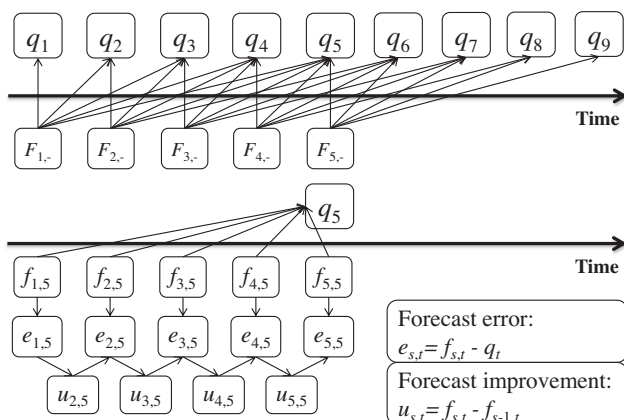 q1 q2 q3 q4 q5 q6 q7 q8 q9
Time
F1,- F2,- F3,- F4,- F5,-
q5
Time
f1,5 f2,5 f3,5 f4,5 f5,5
e1,5 e2,5 e3,5 e4,5 e5,5
u2,5 u3,5 u4,5 u5,5
Forecast error:
es,t= fs,t - qt
Forecast improvement:
us,t= fs,t - fs-1,t